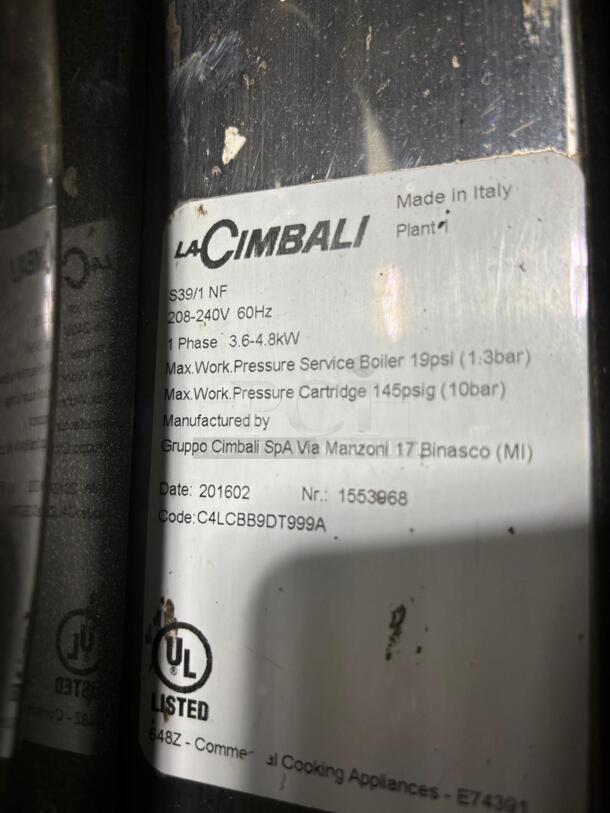 LACIMBALI
Made in Italy
Plant 1
S39/1 NF
208-240V 60Hz
1 Phase 3.6-4.8kW
Max.Work.Pressure Service Boiler 19psi (1.3bar)
Max.Work.Pressure Cartridge 145psig (10bar)
Manufactured by
Gruppo Cimbali SpA Via Manzoni 17 Binasco (MI)
Date: 201602 Nr.: 1553968
Code:C4LCBB9DT999A
UL
®
LISTED
648Z - Cooking Appliances - E74391